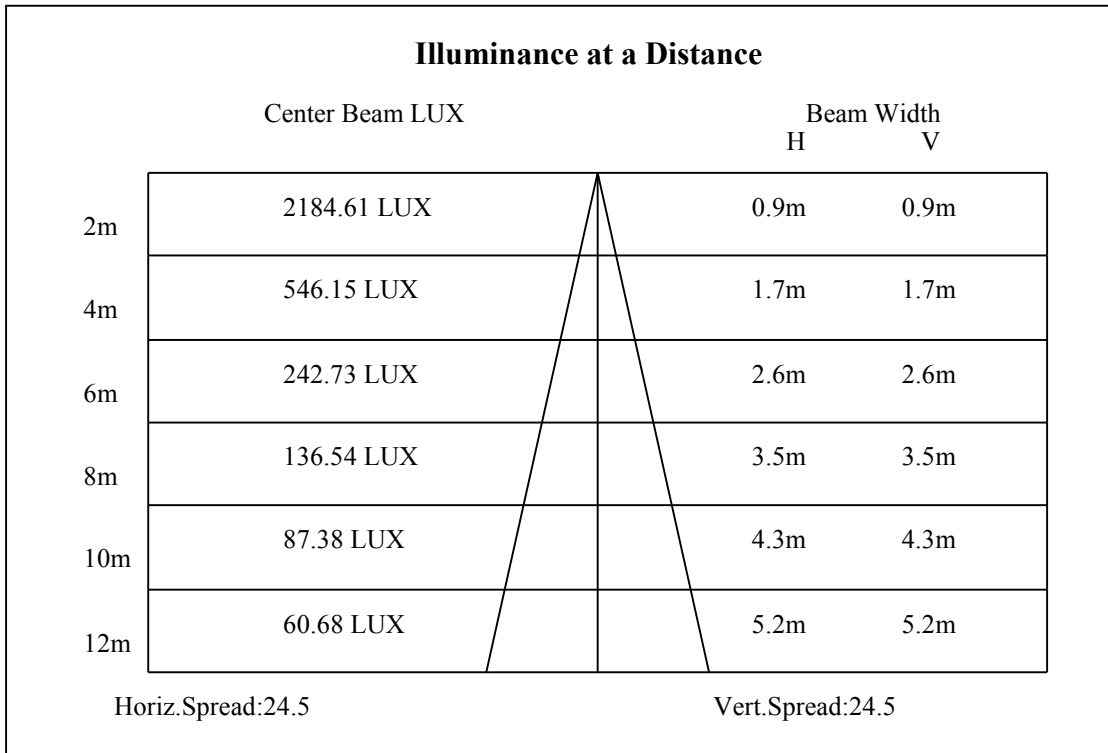 Illuminance at a Distance
Center Beam LUX Beam Width
H V
2m 2184.61 LUX 0.9m 0.9m
4m 546.15 LUX 1.7m 1.7m
6m 242.73 LUX 2.6m 2.6m
8m 136.54 LUX 3.5m 3.5m
10m 87.38 LUX 4.3m 4.3m
12m 60.68 LUX 5.2m 5.2m
Horiz.Spread:24.5 Vert.Spread:24.5